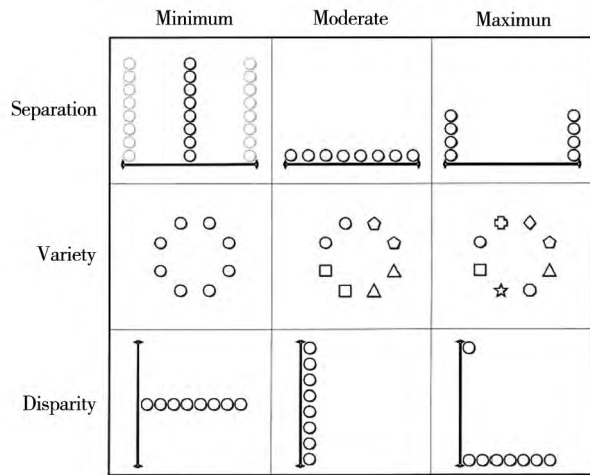 Minimum Moderate Maximun
Separation
Variety
Disparity